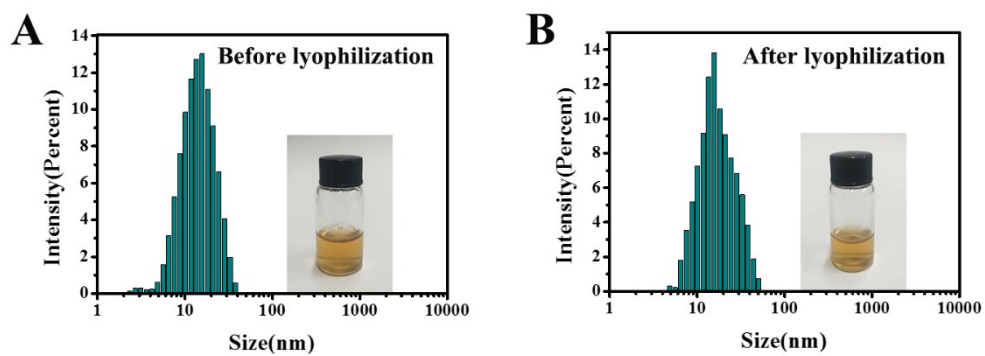 A
Before lyophilization
Intensity(Percent)
14
12
10
8
6
4
2
0
1 10 100 1000 10000
Size(nm)
B
After lyophilization
Intensity(Percent)
14
12
10
8
6
4
2
0
1 10 100 1000 10000
Size(nm)